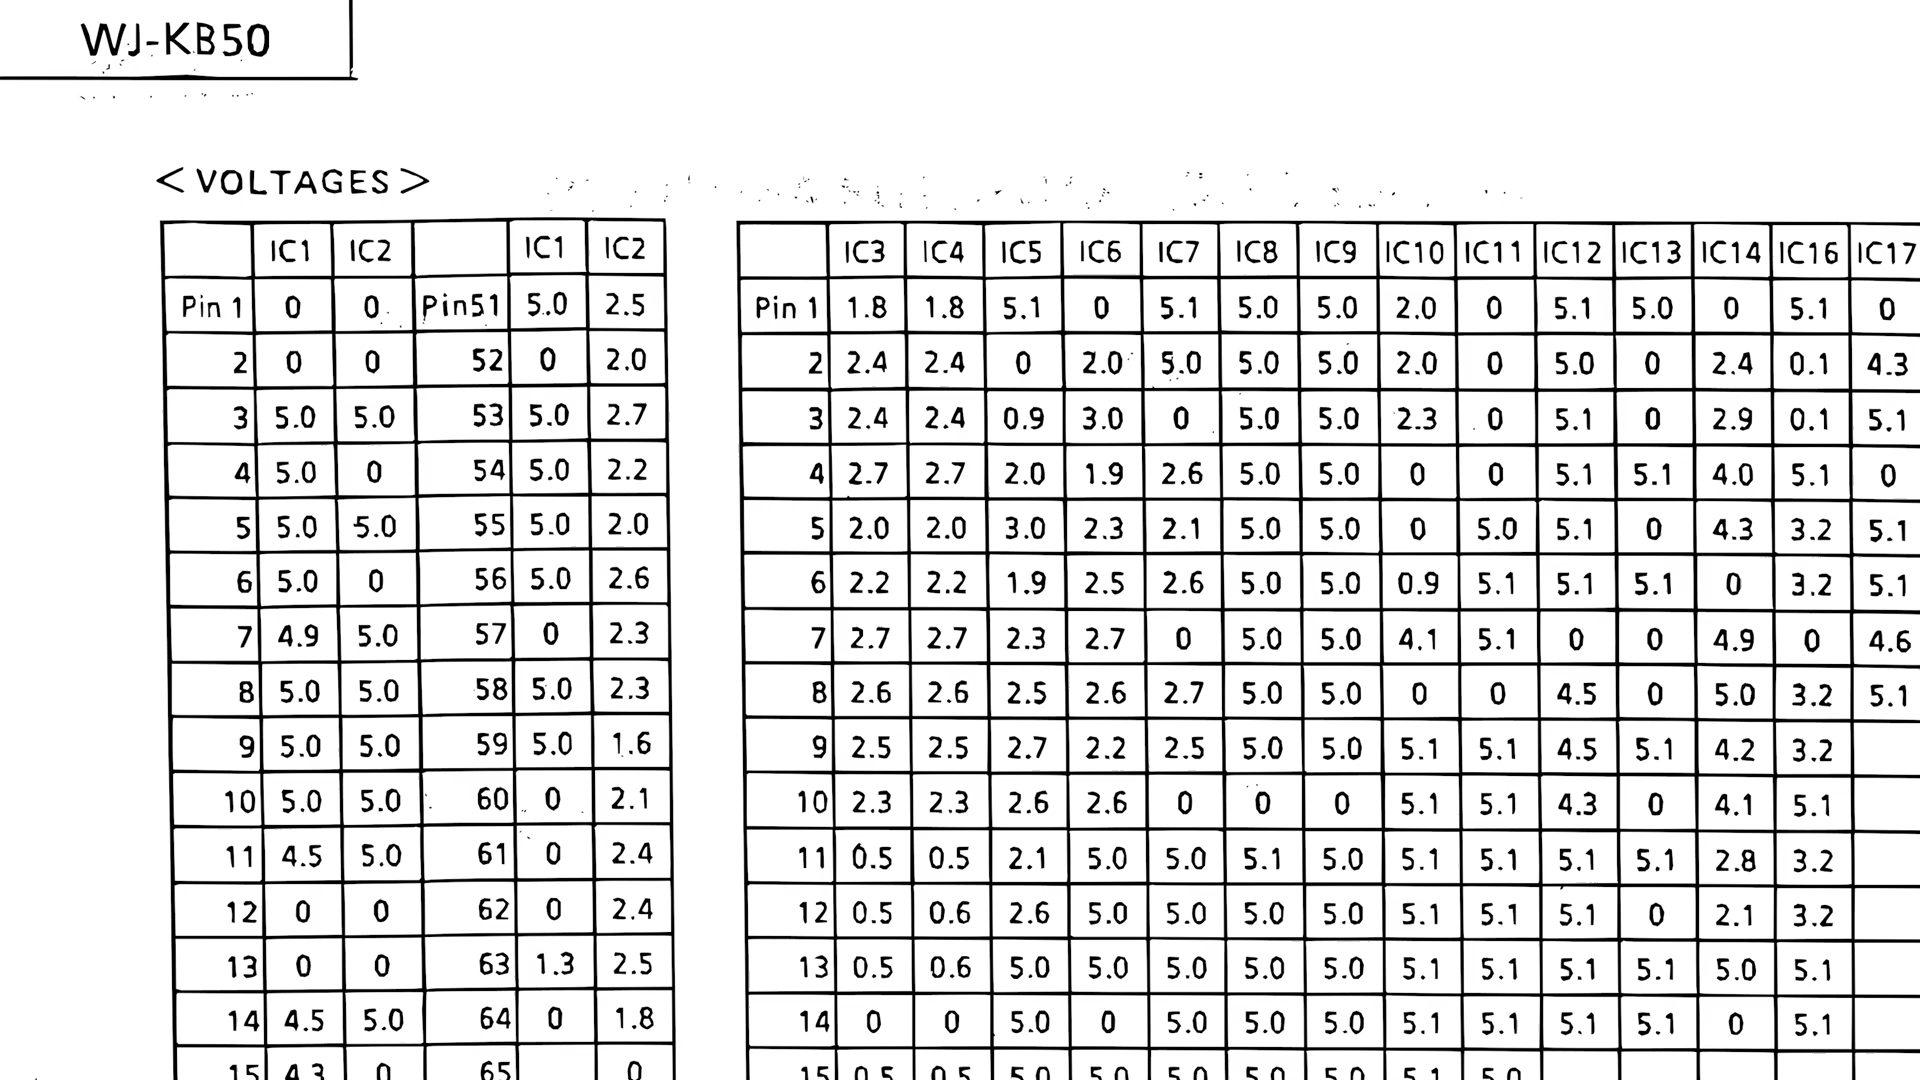 WJ-KB50
<VOLTAGES>
IC1 IC2 IC1 IC2
Pin 1 0 0 Pin51 5.0 2.5
2 0 0 52 0 2.0
3 5.0 5.0 53 5.0 2.7
4 5.0 0 54 5.0 2.2
5 5.0 5.0 55 5.0 2.0
6 5.0 0 56 5.0 2.6
7 4.9 5.0 57 0 2.3
8 5.0 5.0 58 5.0 2.3
9 5.0 5.0 59 5.0 1.6
10 5.0 5.0 60 0 2.1
11 4.5 5.0 61 0 2.4
12 0 0 62 0 2.4
13 0 0 63 1.3 2.5
14 4.5 5.0 64 0 1.8
15 4.3 0 65 0
IC3 IC4 IC5 IC6 IC7 IC8 IC9 IC10 IC11 IC12 IC13 IC14 IC16 IC17
Pin 1 1.8 1.8 5.1 0 5.1 5.0 5.0 2.0 0 5.1 5.0 0 5.1 0
2 2.4 2.4 0 2.0 5.0 5.0 5.0 2.0 0 5.0 0 2.4 0.1 4.3
3 2.4 2.4 0.9 3.0 0 5.0 5.0 2.3 0 5.1 0 2.9 0.1 5.1
4 2.7 2.7 2.0 1.9 2.6 5.0 5.0 0 0 5.1 5.1 4.0 5.1 0
5 2.0 2.0 3.0 2.3 2.1 5.0 5.0 0 5.0 5.1 0 4.3 3.2 5.1
6 2.2 2.2 1.9 2.5 2.6 5.0 5.0 0.9 5.1 5.1 5.1 0 3.2 5.1
7 2.7 2.7 2.3 2.7 0 5.0 5.0 4.1 5.1 0 0 4.9 0 4.6
8 2.6 2.6 2.5 2.6 2.7 5.0 5.0 0 0 4.5 0 5.0 3.2 5.1
9 2.5 2.5 2.7 2.2 2.5 5.0 5.0 5.1 5.1 4.5 5.1 4.2 3.2
10 2.3 2.3 2.6 2.6 0 0 0 5.1 5.1 4.3 0 4.1 5.1
11 0.5 0.5 2.1 5.0 5.0 5.1 5.0 5.1 5.1 5.1 5.1 2.8 3.2
12 0.5 0.6 2.6 5.0 5.0 5.0 5.0 5.1 5.1 5.1 0 2.1 3.2
13 0.5 0.6 5.0 5.0 5.0 5.0 5.0 5.1 5.1 5.1 5.1 5.0 5.1
14 0 0 5.0 0 5.0 5.0 5.0 5.1 5.1 5.1 5.1 0 5.1
15 0.5 0.5 5.0 5.0 5.0 5.0 5.0 5.1 5.0